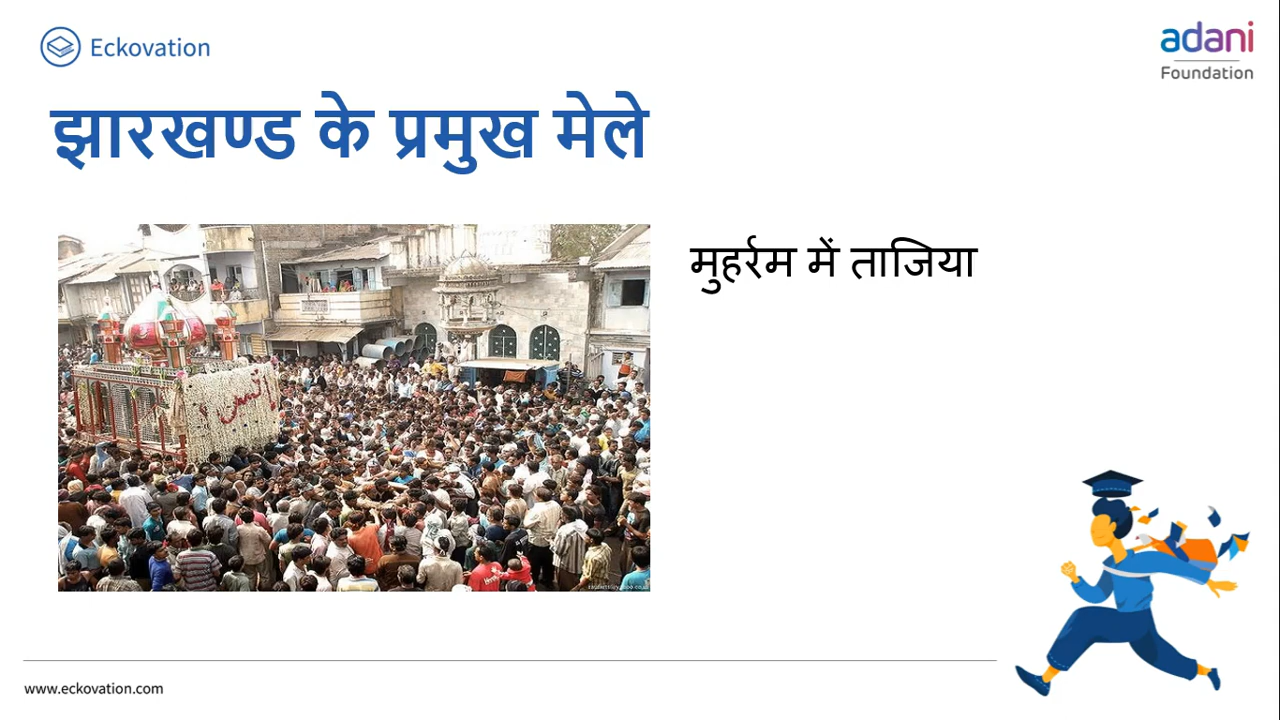 Eckovation
adani
Foundation
झारखण्ड के प्रमुख मेले
मुहर्रम में ताजिया
www.eckovation.com